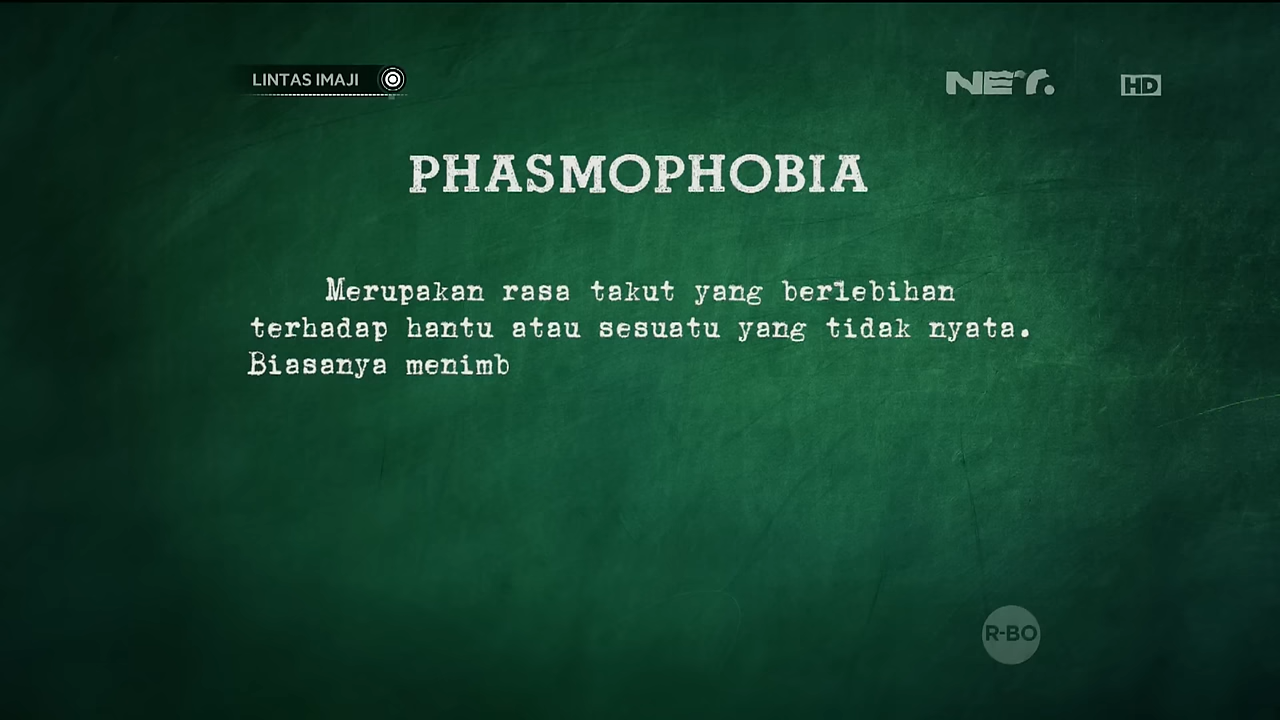 LINTAS IMAJI
NET.
HD
PHASMOPHOBIA
Merupakan rasa takut yang berlebihan
terhadap hantu atau sesuatu yang tidak nyata.
Biasanya menimb
R-BO